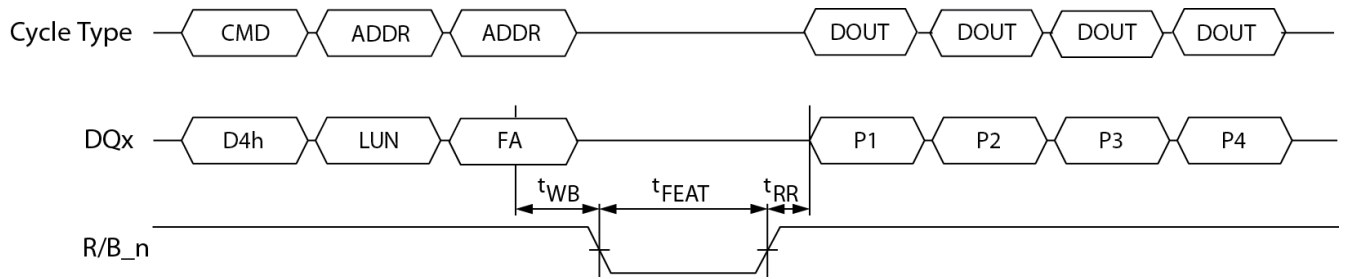 Cycle Type CMD ADDR ADDR DOUT DOUT DOUT DOUT
DQx D4h LUN FA P1 P2 P3 P4
tWB tFEAT tRR
R/B_n